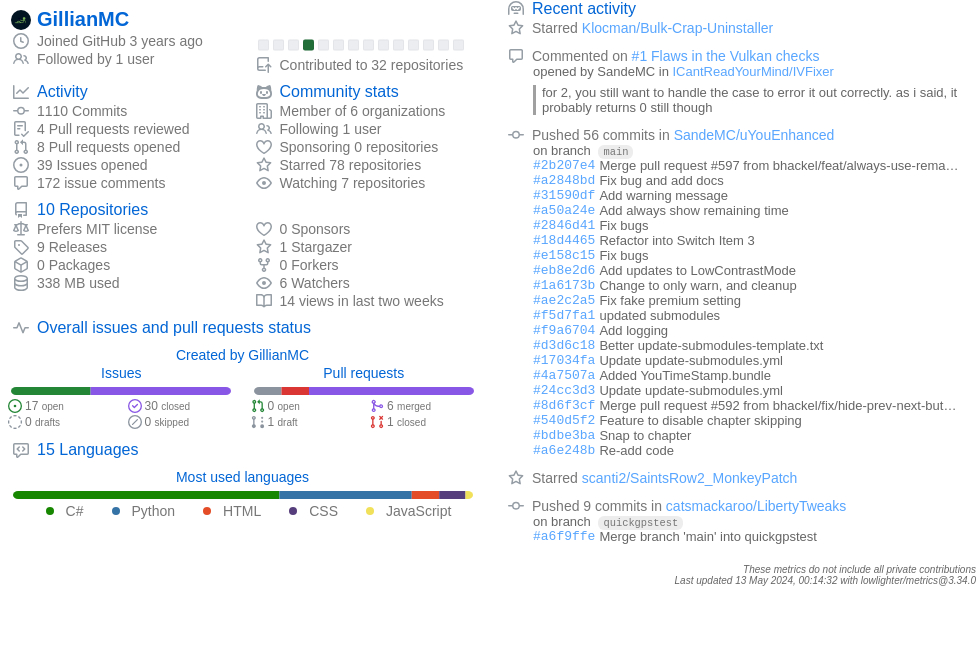 GillianMC
Joined GitHub 3 years ago
Followed by 1 user
Contributed to 32 repositories
Activity
1110 Commits
4 Pull requests reviewed
8 Pull requests opened
39 Issues opened
172 issue comments
Community stats
Member of 6 organizations
Following 1 user
Sponsoring 0 repositories
Starred 78 repositories
Watching 7 repositories
10 Repositories
Prefers MIT license
9 Releases
0 Packages
338 MB used
0 Sponsors
1 Stargazer
0 Forkers
6 Watchers
14 views in last two weeks
Overall issues and pull requests status
Created by GillianMC
Issues
17 open
30 closed
0 drafts
0 skipped
Pull requests
0 open
6 merged
1 draft
1 closed
15 Languages
Most used languages
C# Python HTML CSS JavaScript
Recent activity
Starred Klocman/Bulk-Crap-Uninstaller
Commented on #1 Flaws in the Vulkan checks
opened by SandeMC in ICantReadYourMind/IVFixer
for 2, you still want to handle the case to error it out correctly. as i said, it
probably returns 0 still though
Pushed 56 commits in SandeMC/uYouEnhanced
on branch main
#2b207e4 Merge pull request #597 from bhackel/feat/always-use-rema…
#a2848bd Fix bug and add docs
#31590df Add warning message
#a50a24e Add always show remaining time
#2846d41 Fix bugs
#18d4465 Refactor into Switch Item 3
#e158c15 Fix bugs
#eb8e2d6 Add updates to LowContrastMode
#1a6173b Change to only warn, and cleanup
#ae2c2a5 Fix fake premium setting
#f5d7fa1 updated submodules
#f9a6704 Add logging
#d3d6c18 Better update-submodules-template.txt
#17034fa Update update-submodules.yml
#4a7507a Added YouTimeStamp.bundle
#24cc3d3 Update update-submodules.yml
#8d6f3cf Merge pull request #592 from bhackel/fix/hide-prev-next-but…
#540d5f2 Feature to disable chapter skipping
#bdbe3ba Snap to chapter
#a6e248b Re-add code
Starred scanti2/SaintsRow2_MonkeyPatch
Pushed 9 commits in catsmackaroo/LibertyTweaks
on branch quickgpstest
#a6f9ffe Merge branch 'main' into quickgpstest
These metrics do not include all private contributions
Last updated 13 May 2024, 00:14:32 with lowlighter/metrics@3.34.0